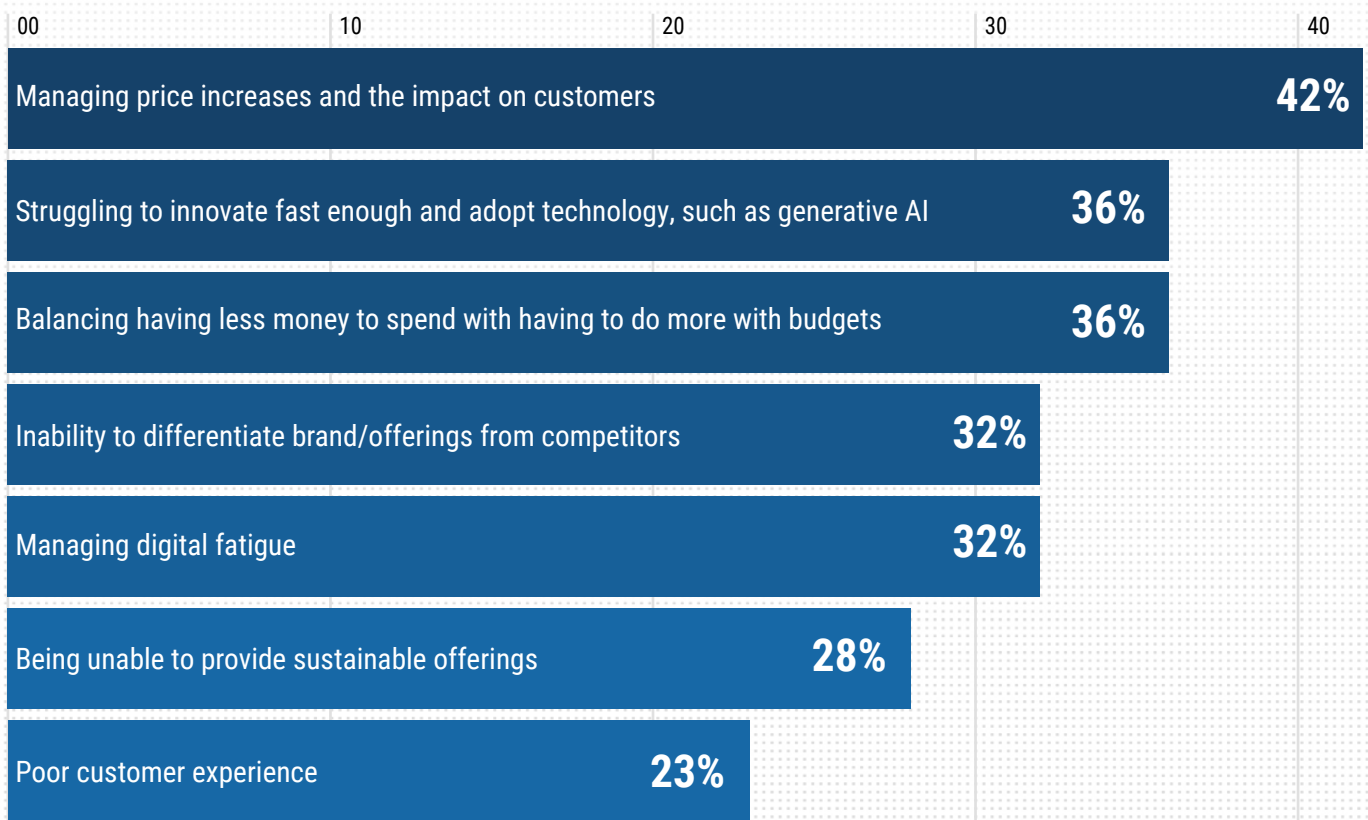 00 10 20 30 40
Managing price increases and the impact on customers 42%
Struggling to innovate fast enough and adopt technology, such as generative AI 36%
Balancing having less money to spend with having to do more with budgets 36%
Inability to differentiate brand/offerings from competitors 32%
Managing digital fatigue 32%
Being unable to provide sustainable offerings 28%
Poor customer experience 23%